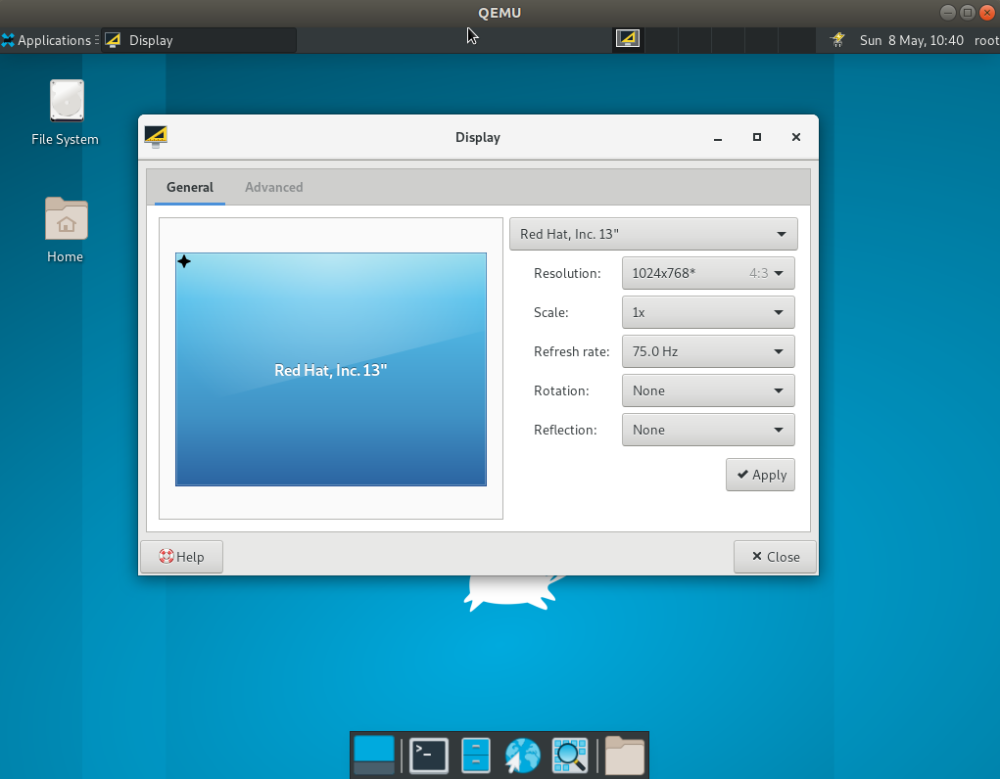 QEMU
Applications
Display
Sun 8 May, 10:40
root
File System
Home
Display
General
Advanced
Red Hat, Inc. 13"
Red Hat, Inc. 13"
Resolution: 1024x768* 4:3
Scale: 1x
Refresh rate: 75.0 Hz
Rotation: None
Reflection: None
Apply
Help
Close